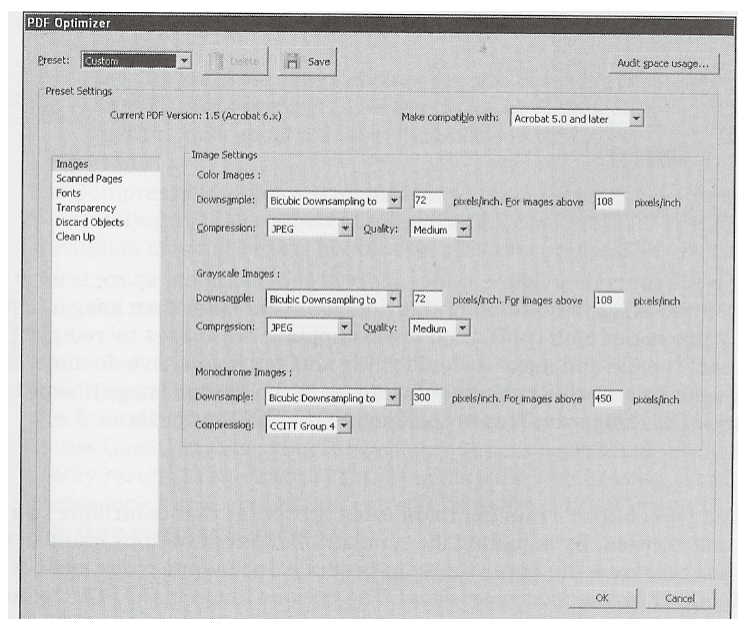 PDF Optimizer
Preset: Custom Delete Save Audit space usage...
Preset Settings
Current PDF Version: 1.5 (Acrobat 6.x) Make compatible with: Acrobat 5.0 and later
Images
Scanned Pages
Fonts
Transparency
Discard Objects
Clean Up
Image Settings
Color Images :
Downsample: Bicubic Downsampling to 72 pixels/inch. For images above 108 pixels/inch
Compression: JPEG Quality: Medium
Grayscale Images :
Downsample: Bicubic Downsampling to 72 pixels/inch. For images above 108 pixels/inch
Compression: JPEG Quality: Medium
Monochrome Images :
Downsample: Bicubic Downsampling to 300 pixels/inch. For images above 450 pixels/inch
Compression: CCITT Group 4
OK Cancel